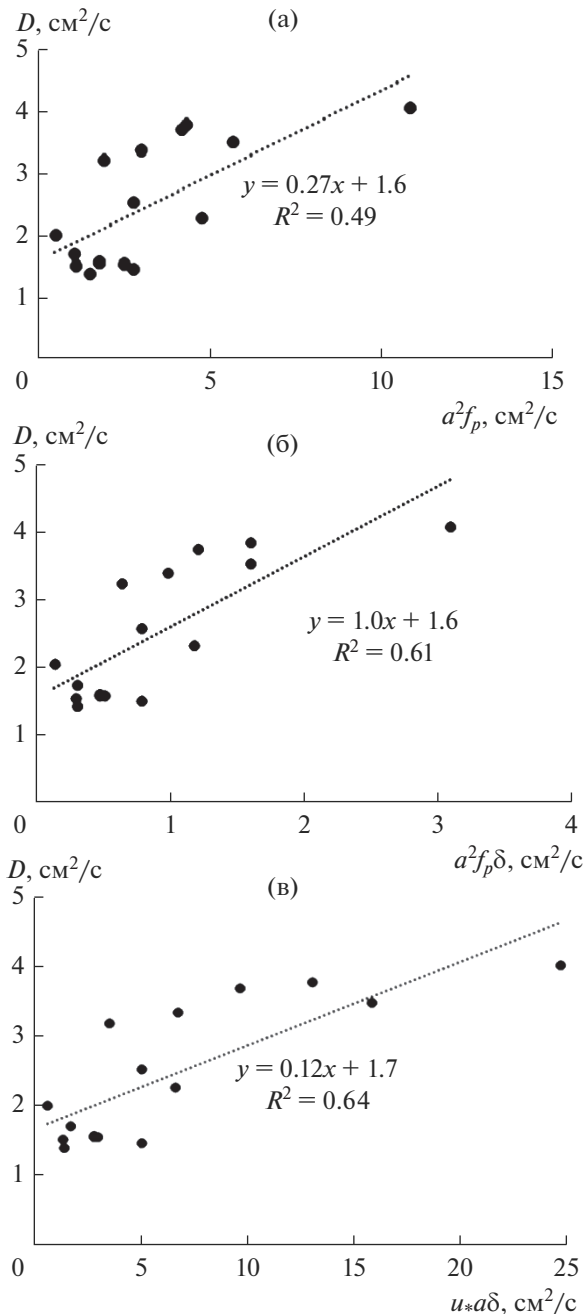 D, см²/с
(а)
5
4
3
2
1
0
y = 0.27x + 1.6
R² = 0.49
5
10
15
a²fₚ, см²/с
D, см²/с
(б)
5
4
3
2
1
0
y = 1.0x + 1.6
R² = 0.61
1
2
3
4
a²fₚδ, см²/с
D, см²/с
(в)
5
4
3
2
1
0
y = 0.12x + 1.7
R² = 0.64
5
10
15
20
25
u*aδ, см²/с